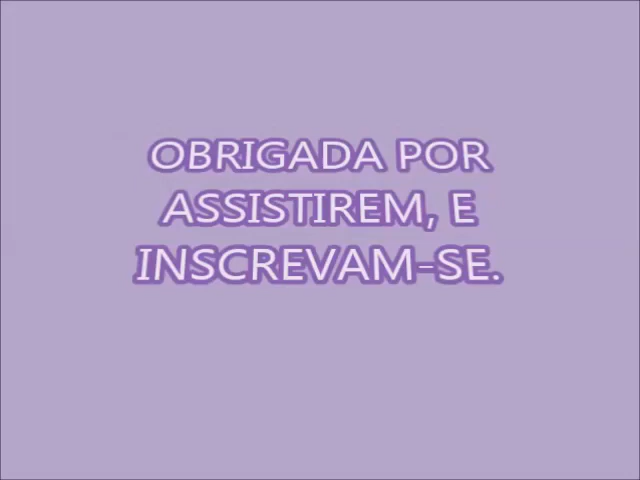 OBRIGADA POR
ASSISTIREM, E
INSCREVAM-SE.